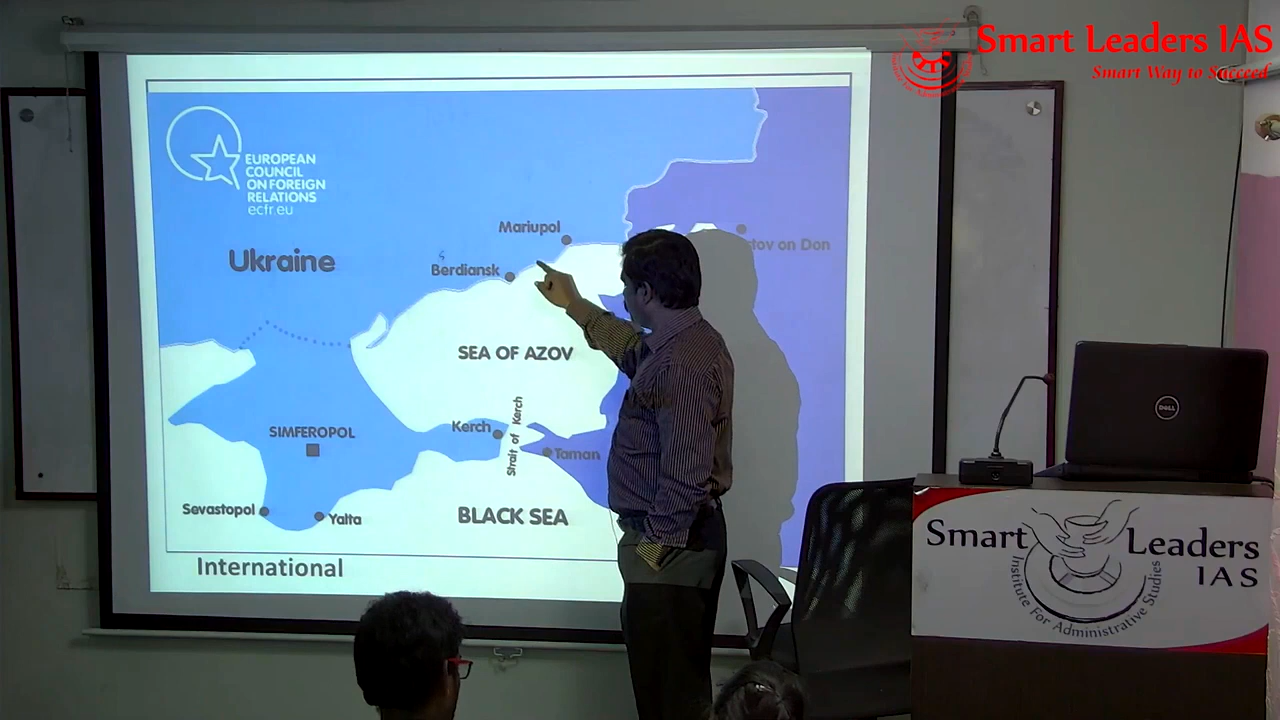 Smart Leaders IAS
Smart Way to Succeed
EUROPEAN
COUNCIL
ON FOREIGN
RELATIONS
ecfr.eu
Mariupol
tov on Don
Ukraine
Berdiansk
SEA OF AZOV
Strait of Kerch
SIMFEROPOL
Kerch
Taman
Sevastopol
Yalta
BLACK SEA
International
DELL
Smart Leaders
IAS
Institute For Administrative Studies